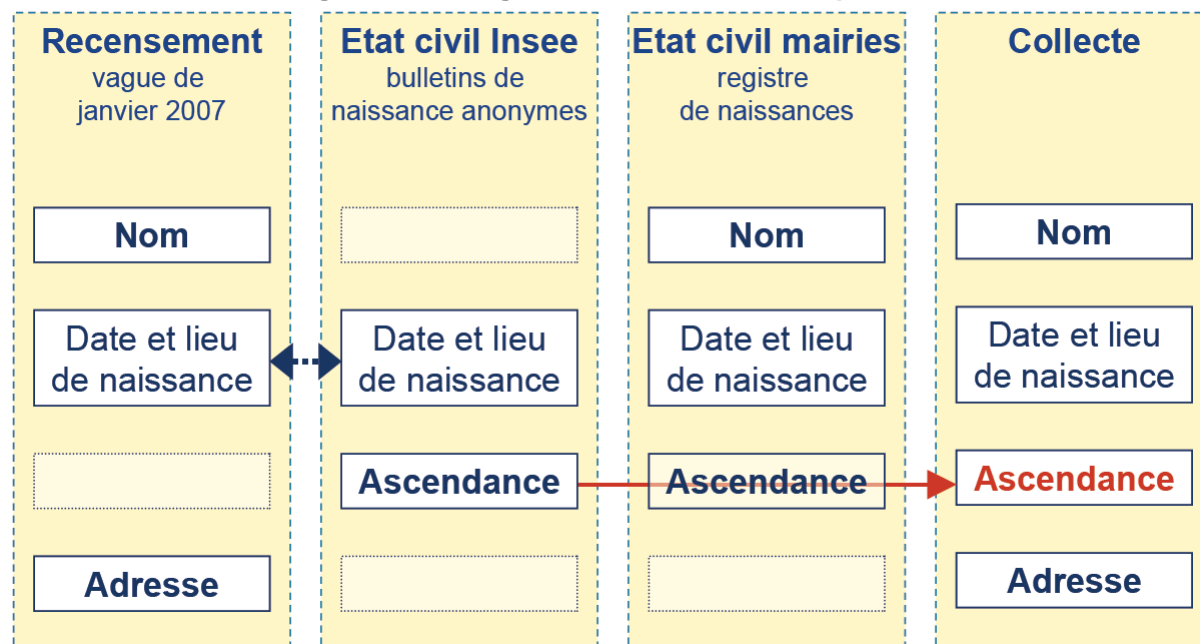 Recensement
vague de
janvier 2007
Nom
Date et lieu
de naissance
Adresse
Etat civil Insee
bulletins de
naissance anonymes
Date et lieu
de naissance
Ascendance
Etat civil mairies
registre
de naissances
Nom
Date et lieu
de naissance
Ascendance
Collecte
Nom
Date et lieu
de naissance
Ascendance
Adresse